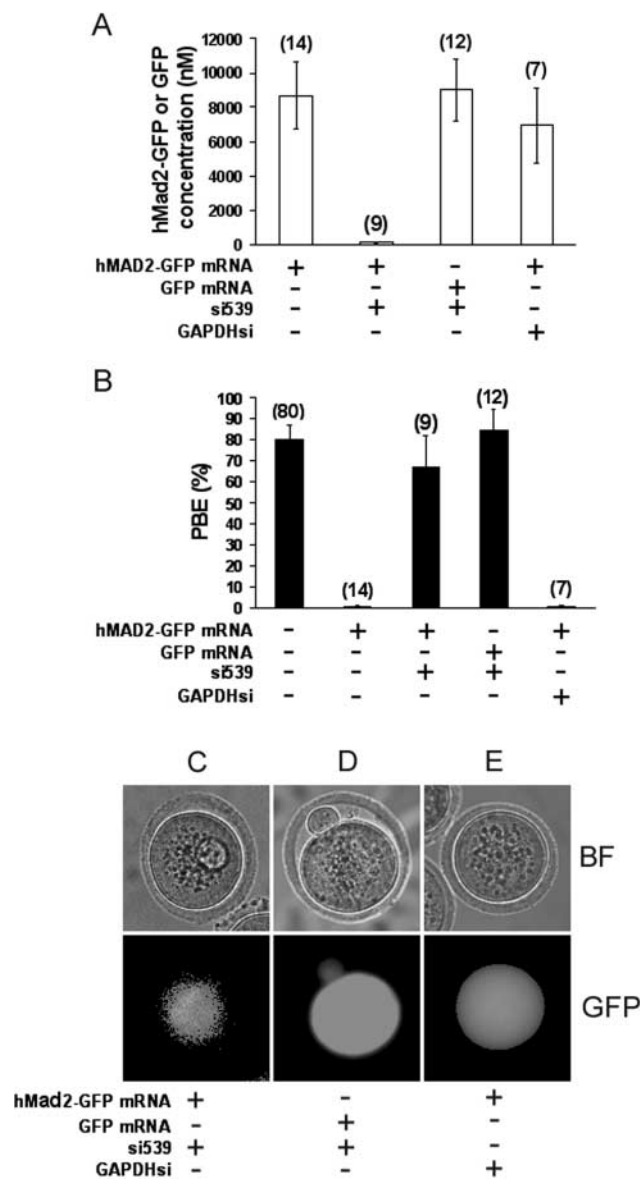 A
hMad2-GFP or GFP
concentration (nM)
12000
10000
8000
6000
4000
2000
0
(14)
(9)
(12)
(7)
hMAD2-GFP mRNA + + - +
GFP mRNA - - + -
si539 - + + -
GAPDHsi - - - +
B
PBE (%)
100
90
80
70
60
50
40
30
20
10
0
(80)
(14)
(9)
(12)
(7)
hMAD2-GFP mRNA - + + - +
GFP mRNA - - - + -
si539 - - + + -
GAPDHsi - - - - +
C D E
BF
GFP
hMad2-GFP mRNA + - +
GFP mRNA - + -
si539 + + -
GAPDHsi - - +